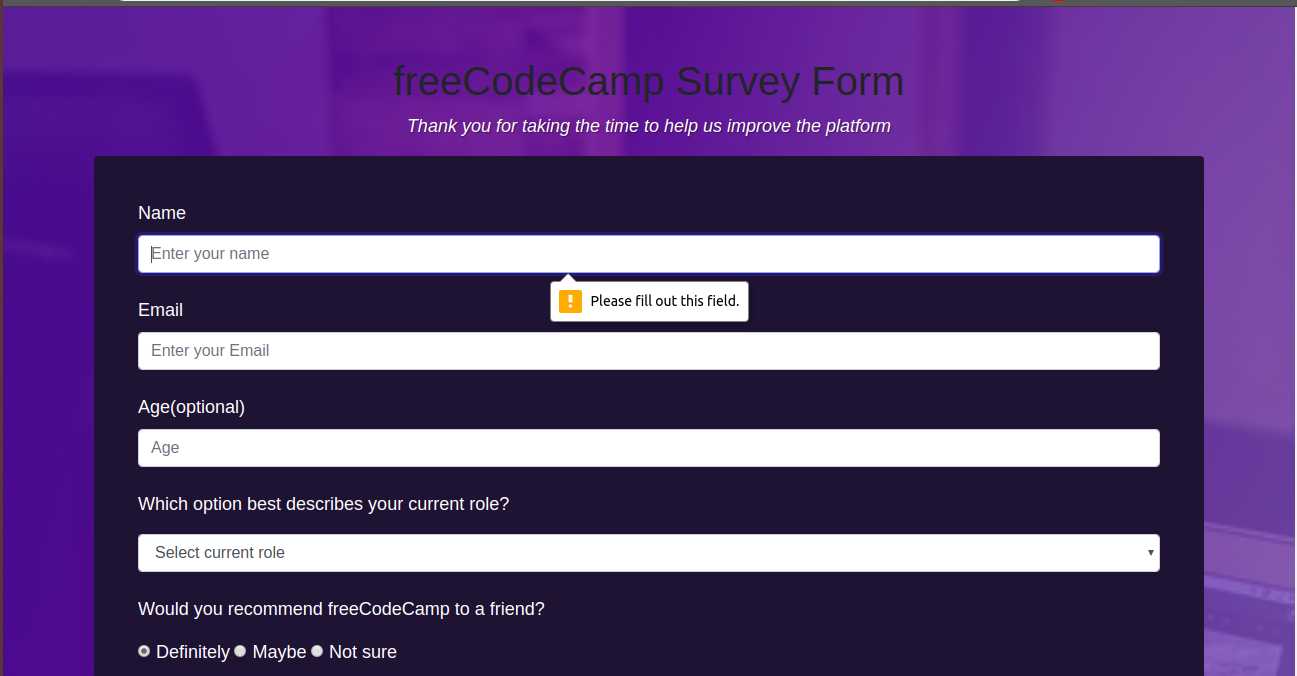 freeCodeCamp Survey Form
Thank you for taking the time to help us improve the platform
Name
Enter your name
Please fill out this field.
Email
Enter your Email
Age(optional)
Age
Which option best describes your current role?
Select current role
Would you recommend freeCodeCamp to a friend?
Definitely Maybe Not sure